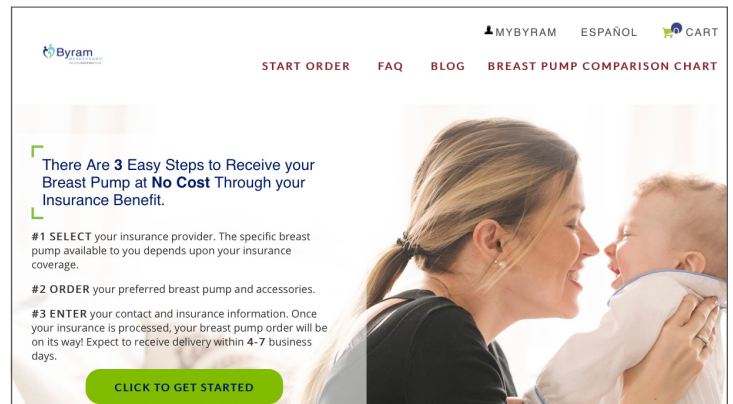 MYBYRAM ESPAÑOL 0 CART
Byram
HEALTHCARE
START ORDER FAQ BLOG BREAST PUMP COMPARISON CHART
There Are 3 Easy Steps to Receive your
Breast Pump at No Cost Through your
Insurance Benefit.
#1 SELECT your insurance provider. The specific breast
pump available to you depends upon your insurance
coverage.
#2 ORDER your preferred breast pump and accessories.
#3 ENTER your contact and insurance information. Once
your insurance is processed, your breast pump order will be
on its way! Expect to receive delivery within 4-7 business
days.
CLICK TO GET STARTED